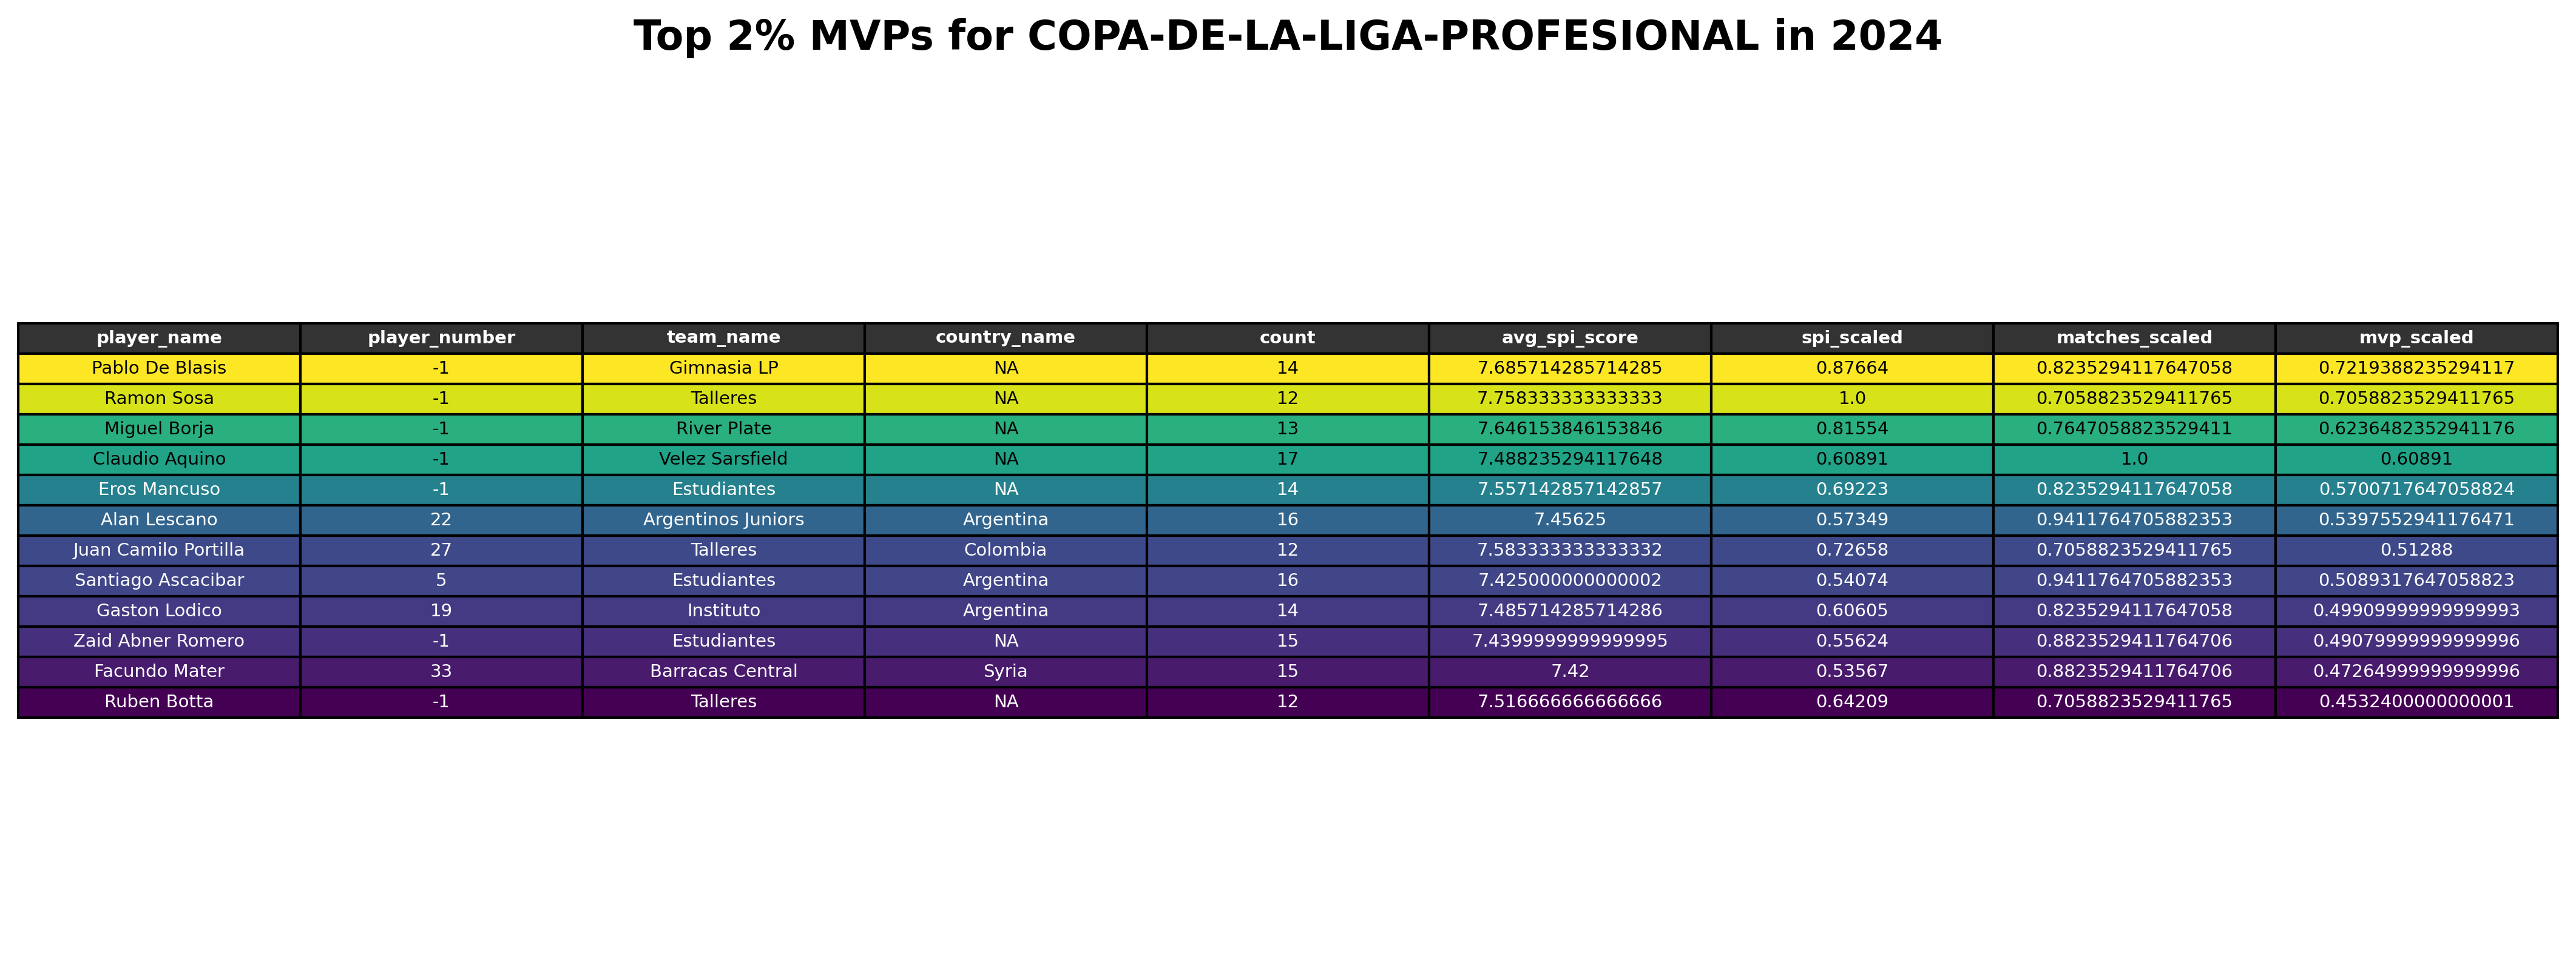 Top 2% MVPs for COPA-DE-LA-LIGA-PROFESIONAL in 2024
player_name player_number team_name country_name count avg_spi_score spi_scaled matches_scaled mvp_scaled
Pablo De Blasis -1 Gimnasia LP NA 14 7.685714285714285 0.87664 0.8235294117647058 0.7219388235294117
Ramon Sosa -1 Talleres NA 12 7.758333333333333 1.0 0.7058823529411765 0.7058823529411765
Miguel Borja -1 River Plate NA 13 7.646153846153846 0.81554 0.7647058823529411 0.6236482352941176
Claudio Aquino -1 Velez Sarsfield NA 17 7.488235294117648 0.60891 1.0 0.60891
Eros Mancuso -1 Estudiantes NA 14 7.557142857142857 0.69223 0.8235294117647058 0.5700717647058824
Alan Lescano 22 Argentinos Juniors Argentina 16 7.45625 0.57349 0.9411764705882353 0.5397552941176471
Juan Camilo Portilla 27 Talleres Colombia 12 7.583333333333332 0.72658 0.7058823529411765 0.51288
Santiago Ascacibar 5 Estudiantes Argentina 16 7.425000000000002 0.54074 0.9411764705882353 0.5089317647058823
Gaston Lodico 19 Instituto Argentina 14 7.485714285714286 0.60605 0.8235294117647058 0.49909999999999993
Zaid Abner Romero -1 Estudiantes NA 15 7.4399999999999995 0.55624 0.8823529411764706 0.49079999999999996
Facundo Mater 33 Barracas Central Syria 15 7.42 0.53567 0.8823529411764706 0.47264999999999996
Ruben Botta -1 Talleres NA 12 7.516666666666666 0.64209 0.7058823529411765 0.4532400000000001